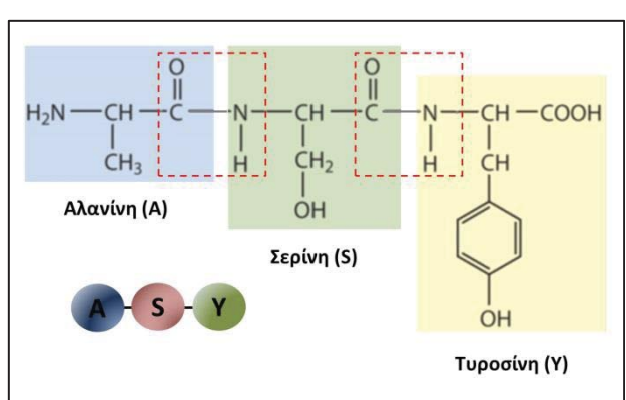 O O
H₂N CH C N CH C N CH COOH
CH₃ H CH₂ H CH
OH
Αλανίνη (A)
Σερίνη (S)
A S Y
OH
Τυροσίνη (Y)